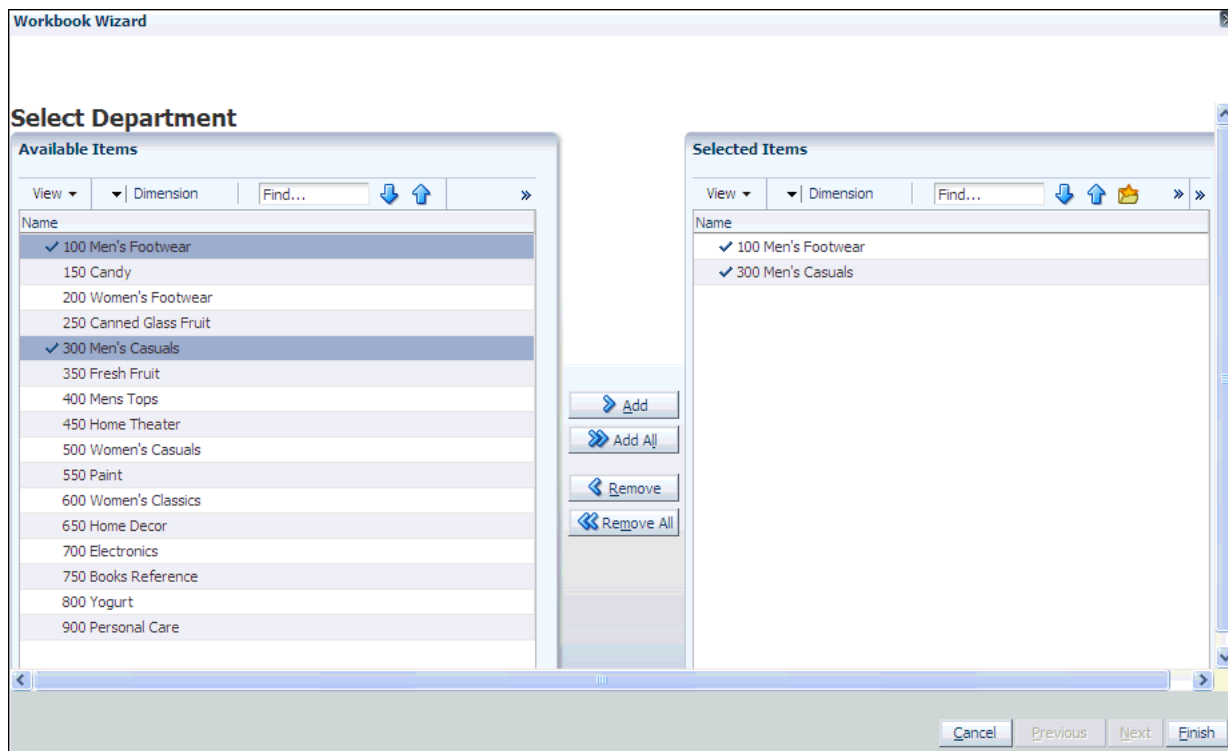 Workbook Wizard
Select Department
Available Items
View Dimension Find...
Name
100 Men's Footwear
150 Candy
200 Women's Footwear
250 Canned Glass Fruit
300 Men's Casuals
350 Fresh Fruit
400 Mens Tops
450 Home Theater
500 Women's Casuals
550 Paint
600 Women's Classics
650 Home Decor
700 Electronics
750 Books Reference
800 Yogurt
900 Personal Care
Add
Add All
Remove
Remove All
Selected Items
View Dimension Find...
Name
100 Men's Footwear
300 Men's Casuals
Cancel Previous Next Finish